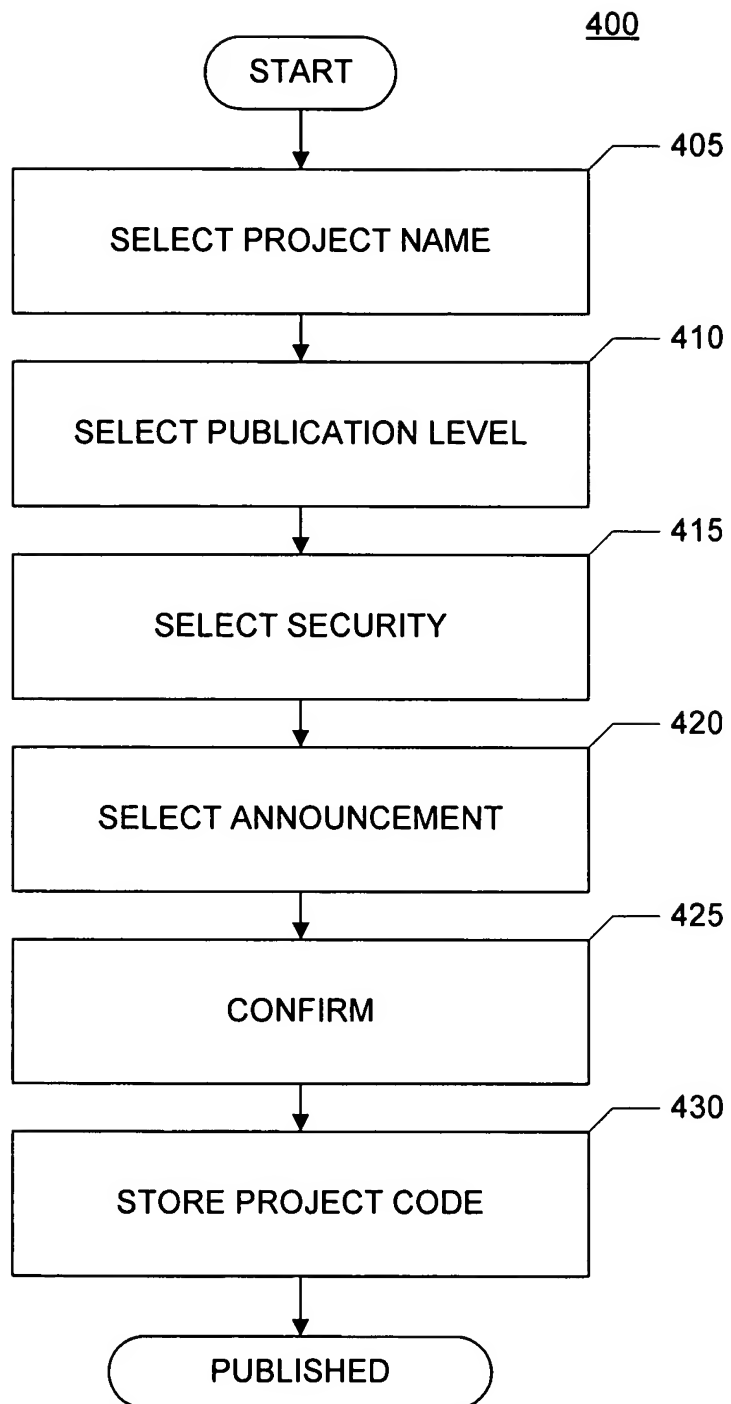 400
START
405
SELECT PROJECT NAME
410
SELECT PUBLICATION LEVEL
415
SELECT SECURITY
420
SELECT ANNOUNCEMENT
425
CONFIRM
430
STORE PROJECT CODE
PUBLISHED